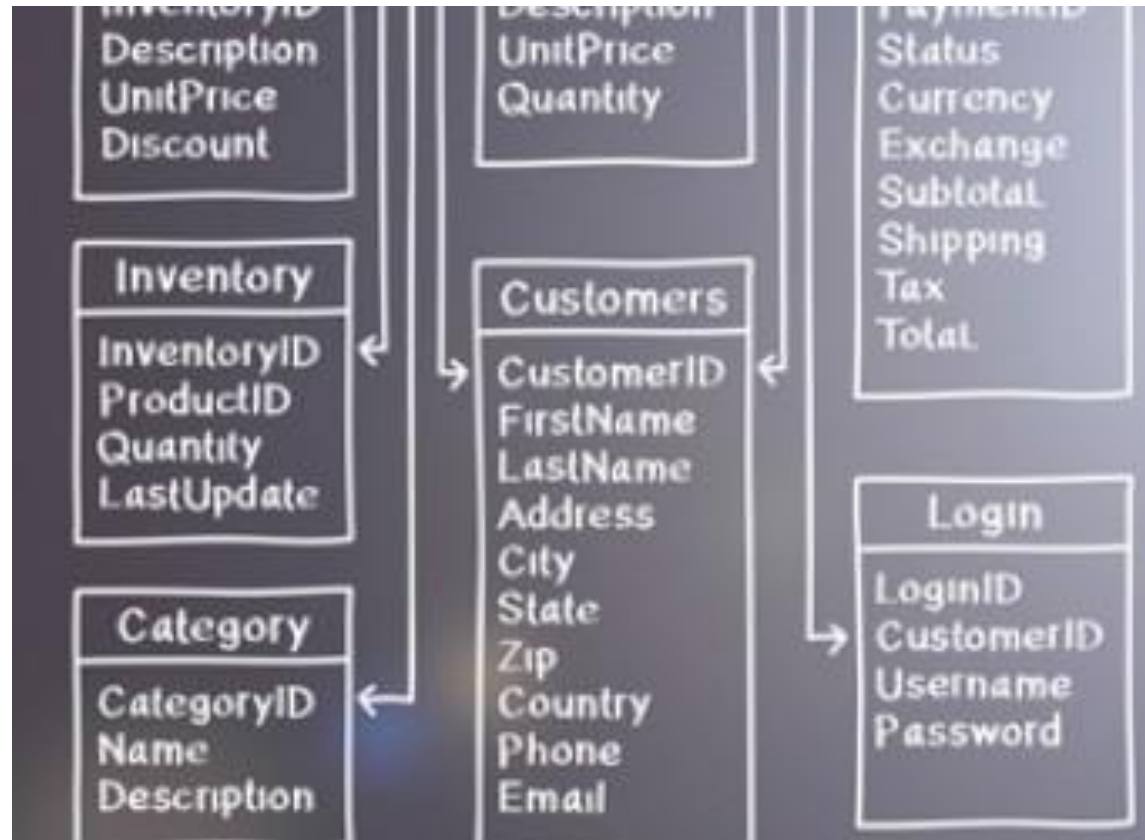 InventoryID
Description
UnitPrice
Discount
Inventory
InventoryID
ProductID
Quantity
LastUpdate
Category
CategoryID
Name
Description
Description
UnitPrice
Quantity
Customers
CustomerID
FirstName
LastName
Address
City
State
Zip
Country
Phone
Email
PaymentID
Status
Currency
Exchange
Subtotal
Shipping
Tax
Total
Login
LoginID
CustomerID
Username
Password